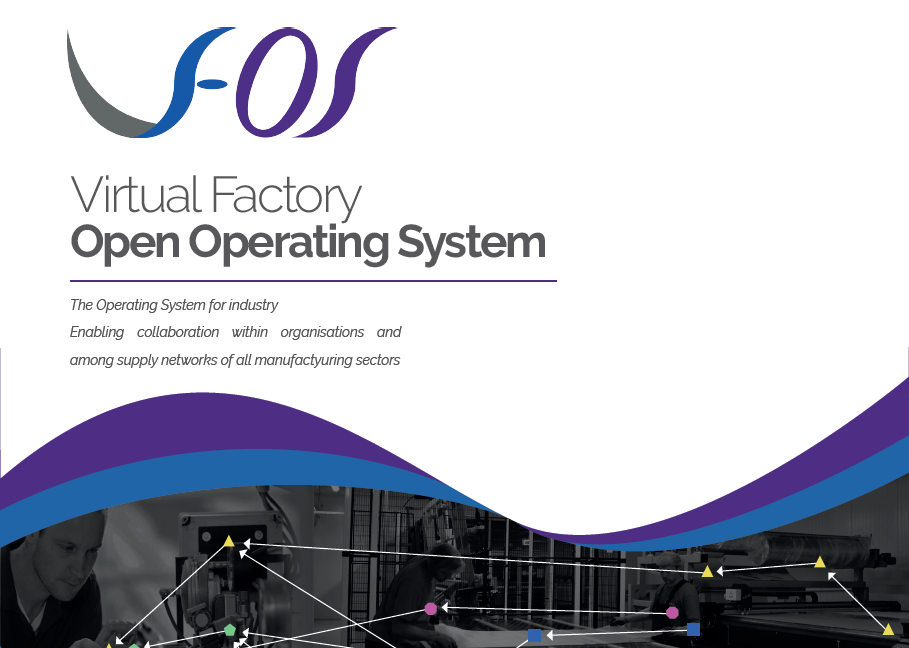 vf-OS
Virtual Factory
Open Operating System
The Operating System for industry
Enabling collaboration within organisations and
among supply networks of all manufactyuring sectors